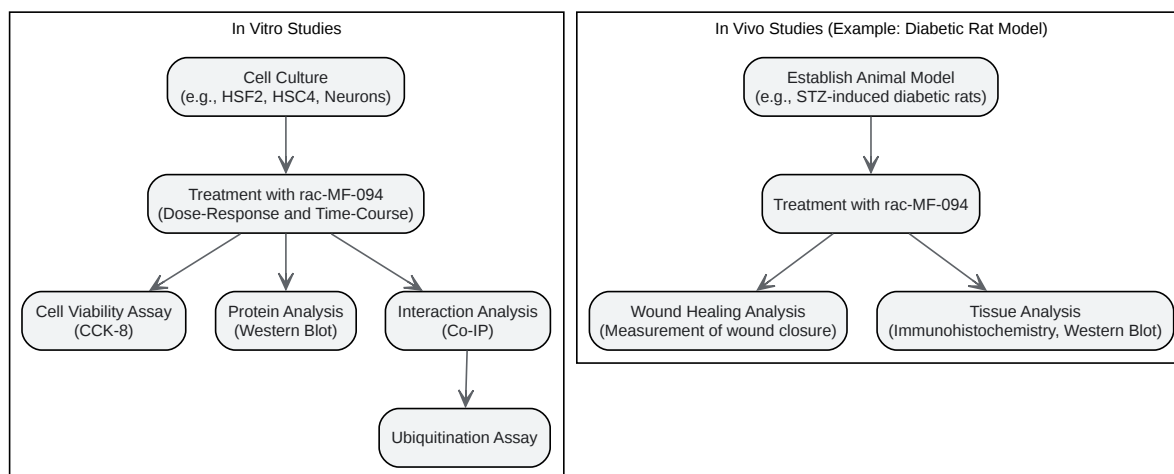 In Vitro Studies
Cell Culture
(e.g., HSF2, HSC4, Neurons)
Treatment with rac-MF-094
(Dose-Response and Time-Course)
Cell Viability Assay
(CCK-8)
Protein Analysis
(Western Blot)
Interaction Analysis
(Co-IP)
Ubiquitination Assay
In Vivo Studies (Example: Diabetic Rat Model)
Establish Animal Model
(e.g., STZ-induced diabetic rats)
Treatment with rac-MF-094
Wound Healing Analysis
(Measurement of wound closure)
Tissue Analysis
(Immunohistochemistry, Western Blot)